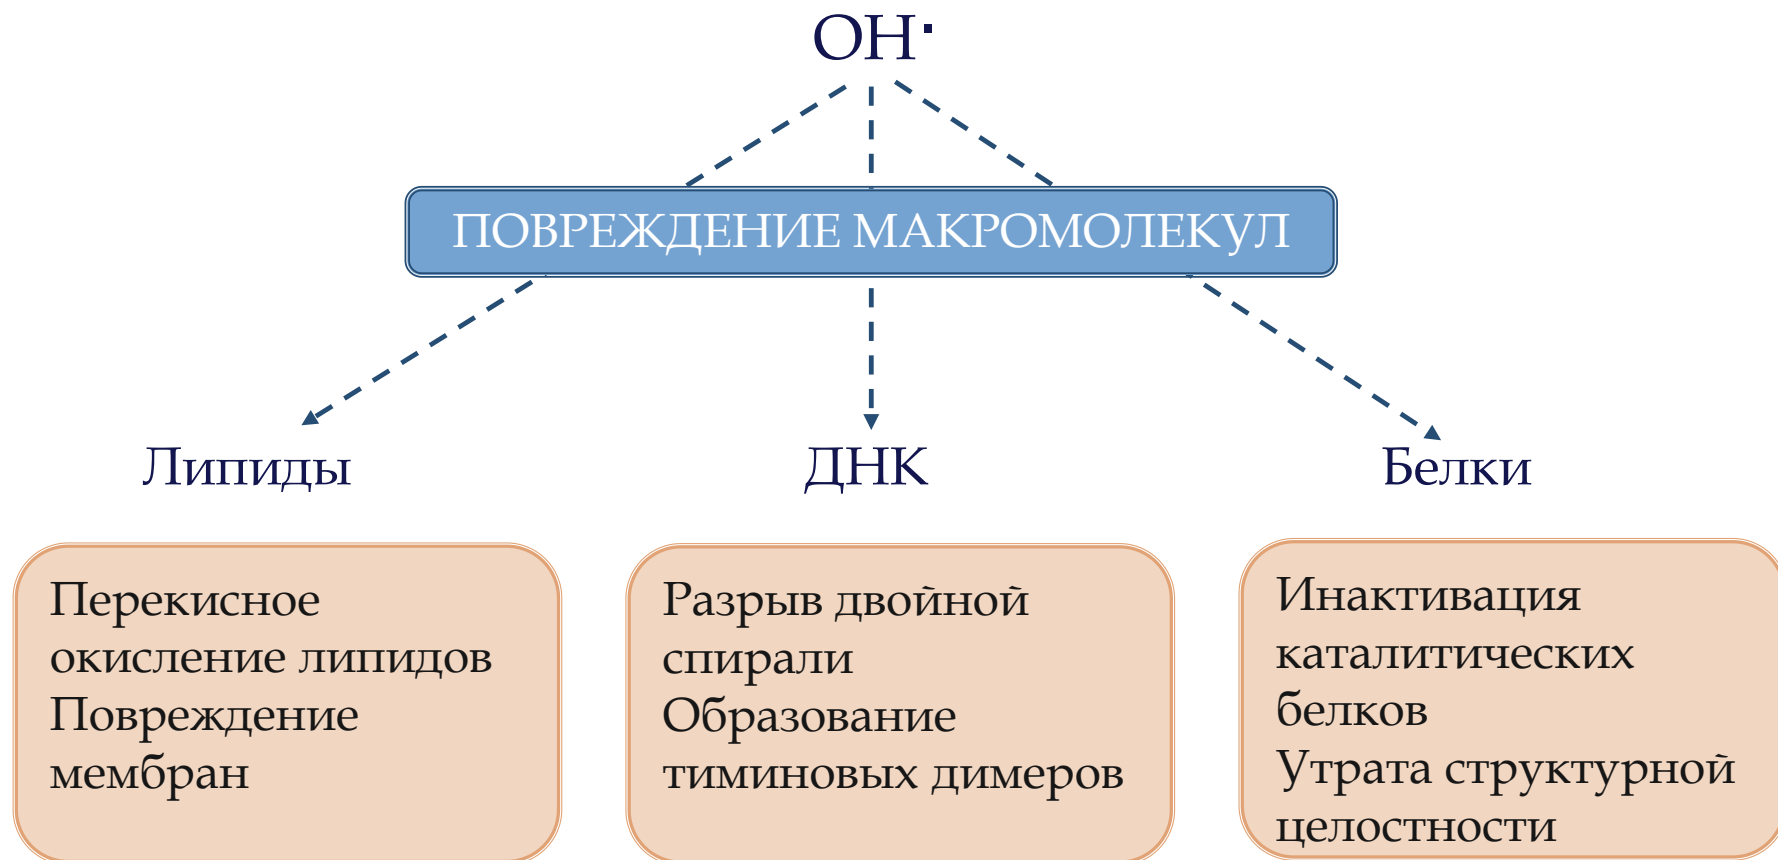 OH·
ПОВРЕЖДЕНИЕ МАКРОМОЛЕКУЛ
Липиды
ДНК
Белки
Перекисное
окисление липидов
Повреждение
мембран
Разрыв двойной
спирали
Образование
тиминовых димеров
Инактивация
каталитических
белков
Утрата структурной
целостности